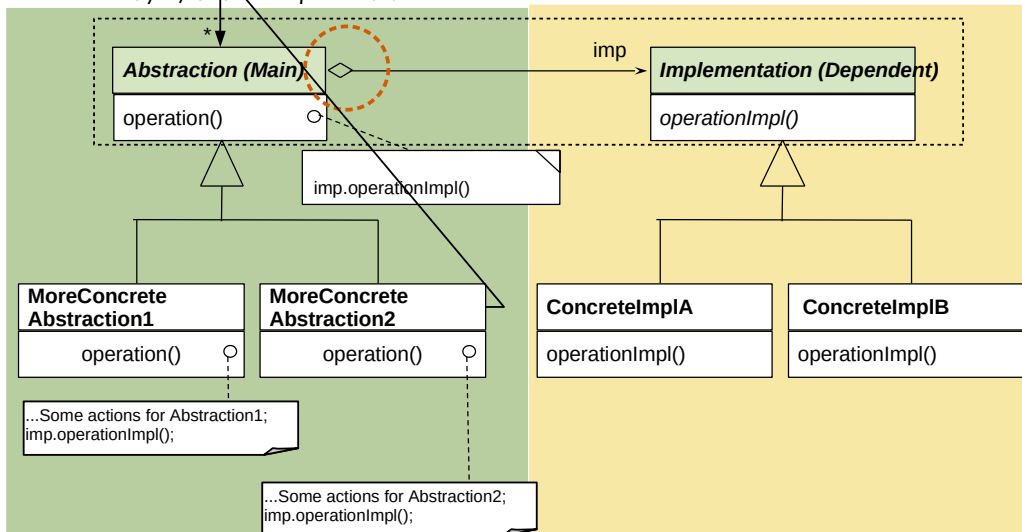 *
Abstraction (Main)
imp
Implementation (Dependent)
operation()
operationImpl()
imp.operationImpl()
MoreConcrete
Abstraction1
MoreConcrete
Abstraction2
ConcreteImplA
ConcreteImplB
operation()
operation()
operationImpl()
operationImpl()
...Some actions for Abstraction1;
imp.operationImpl();
...Some actions for Abstraction2;
imp.operationImpl();